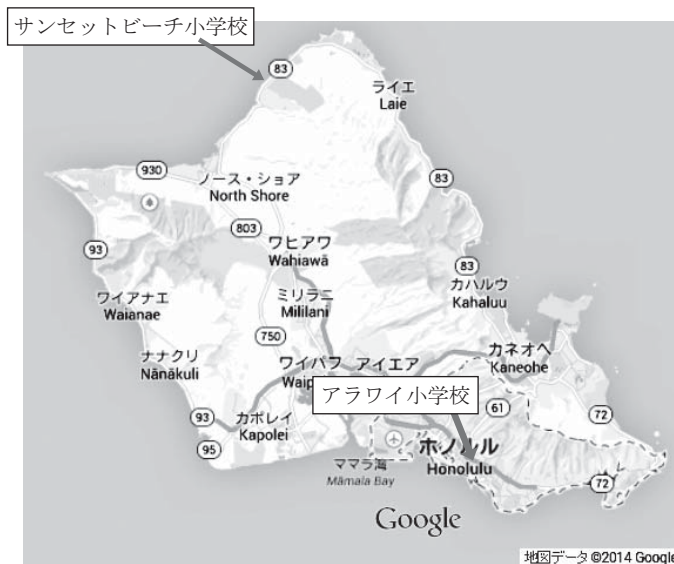 サンセットビーチ小学校
83
ライエ
Laie
930
ノース・ショア
North Shore
83
803
ワヒアワ
Wahiawā
93
83
カハルウ
Kahaluu
ワイアナエ
Waianae
ミリラニ
Mililani
750
カネオヘ
Kaneohe
ナナクリ
Nānākuli
ワイパフ
Waip
アイエア
アラワイ小学校
61
93
カポレイ
Kapolei
72
95
ホノルル
Honolulu
ママラ湾
Māmala Bay
72
Google
地図データ ©2014 Google